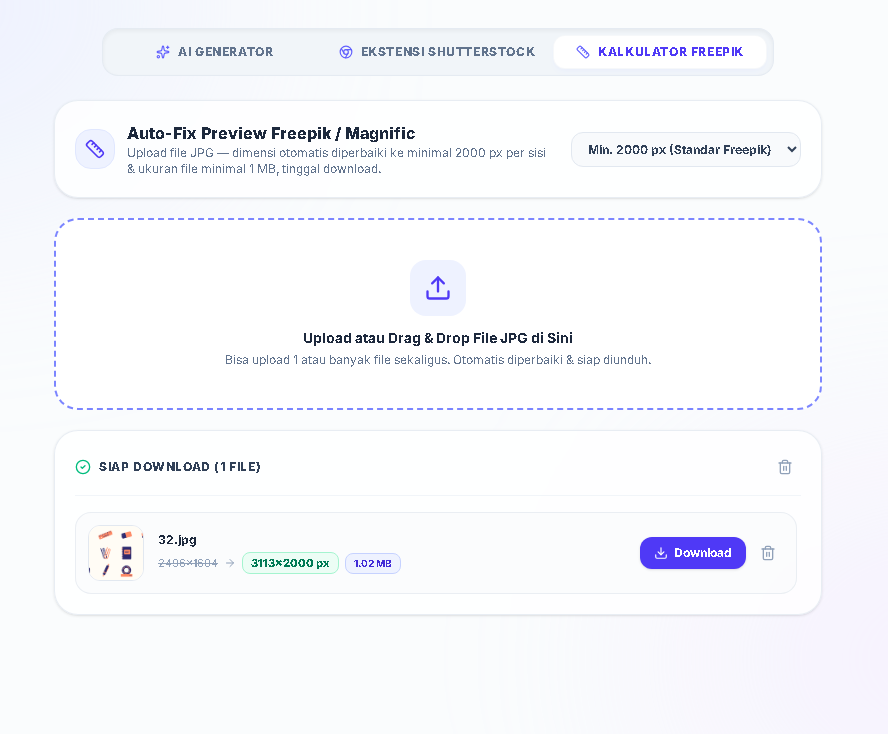 AI GENERATOR
EKSTENSI SHUTTERSTOCK
KALKULATOR FREEPIK
Auto-Fix Preview Freepik / Magnific
Upload file JPG — dimensi otomatis diperbaiki ke minimal 2000 px per sisi
& ukuran file minimal 1 MB, tinggal download.
Min. 2000 px (Standar Freepik)
Upload atau Drag & Drop File JPG di Sini
Bisa upload 1 atau banyak file sekaligus. Otomatis diperbaiki & siap diunduh.
SIAP DOWNLOAD (1 FILE)
32.jpg
2496×1604 → 3113×2000 px 1.02 MB
Download